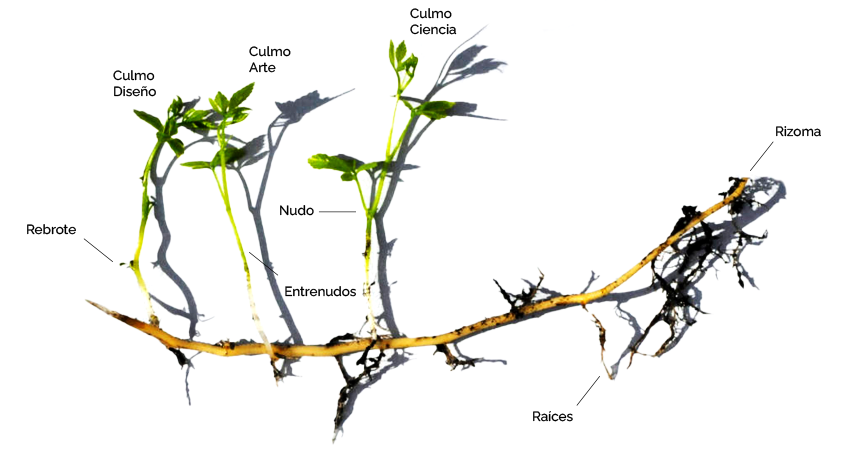 Culmo
Ciencia
Culmo
Arte
Culmo
Diseño
Rizoma
Nudo
Rebrote
Entrenudos
Raíces